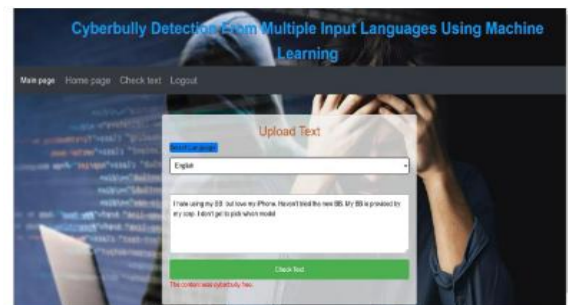 Cyberbully Detection From Multiple Input Languages Using Machine
Learning
Main page Home page Check text Logout
Upload Text
Select Language
English
I hate using my BB but love my iPhone. Haven't tried the new BB. My BB is provided by
my corp. I don't get to pick which model
Check Text
The content was cyberbully free.